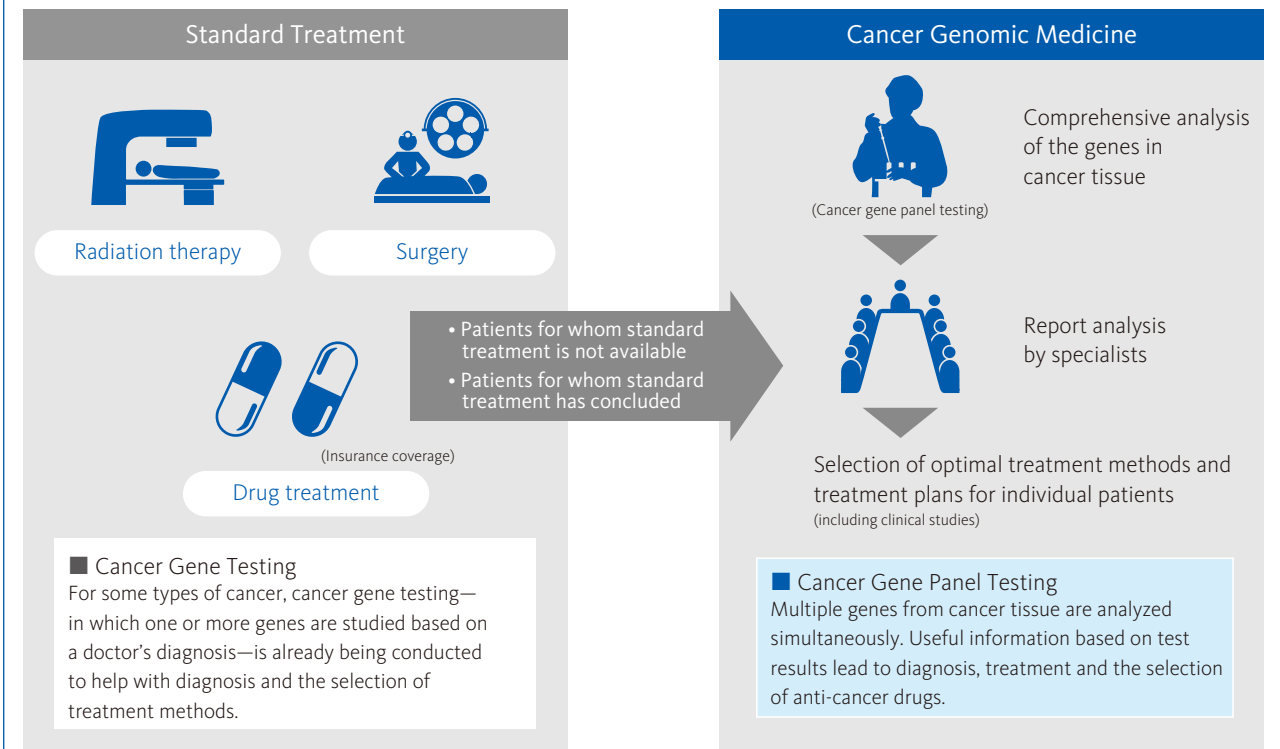 Standard Treatment
Radiation therapy
Surgery
(Insurance coverage)
Drug treatment
■ Cancer Gene Testing
For some types of cancer, cancer gene testing—
in which one or more genes are studied based on
a doctor's diagnosis—is already being conducted
to help with diagnosis and the selection of
treatment methods.
• Patients for whom standard
treatment is not available
• Patients for whom standard
treatment has concluded
Cancer Genomic Medicine
Comprehensive analysis
of the genes in
cancer tissue
(Cancer gene panel testing)
Report analysis
by specialists
Selection of optimal treatment methods and
treatment plans for individual patients
(including clinical studies)
■ Cancer Gene Panel Testing
Multiple genes from cancer tissue are analyzed
simultaneously. Useful information based on test
results lead to diagnosis, treatment and the selection
of anti-cancer drugs.